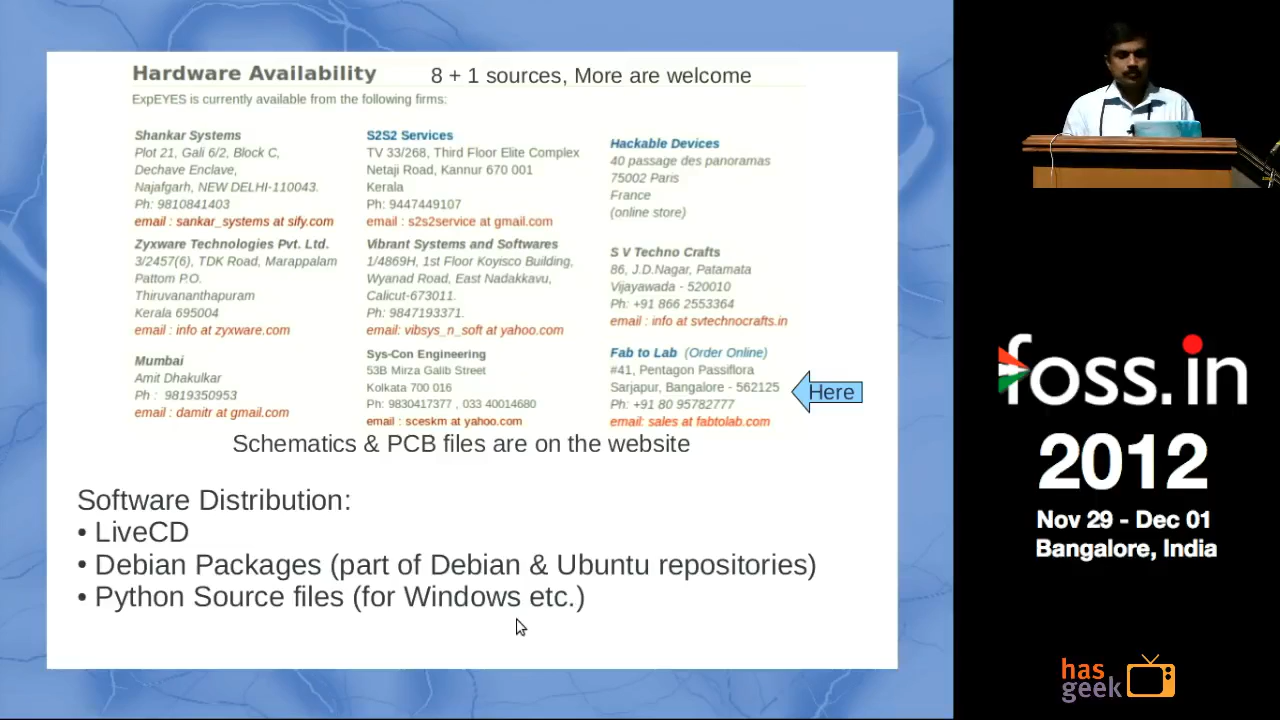 Hardware Availability
8 + 1 sources, More are welcome
ExpEYES is currently available from the following firms:
Shankar Systems
Plot 21, Gali 6/2, Block C,
Dechave Enclave,
Najafgarh, NEW DELHI-110043.
Ph: 9810841403
email : sankar_systems at sify.com
S2S2 Services
TV 33/268, Third Floor Elite Complex
Netaji Road, Kannur 670 001
Kerala
Ph: 9447449107
email : s2s2service at gmail.com
Hackable Devices
40 passage des panoramas
75002 Paris
France
(online store)
Zyxware Technologies Pvt. Ltd.
3/2457(6), TDK Road, Marappalam
Pattom P.O.
Thiruvananthapuram
Kerala 695004
email : info at zyxware.com
Vibrant Systems and Softwares
1/4869H, 1st Floor Koyisco Building,
Wyanad Road, East Nadakkavu,
Calicut-673011.
Ph: 9847193371.
email: vibsys_n_soft at yahoo.com
S V Techno Crafts
86, J.D.Nagar, Patamata
Vijayawada - 520010
Ph: +91 866 2553364
email : info at svtechnocrafts.in
Mumbai
Amit Dhakulkar
Ph : 9819350953
email : damitr at gmail.com
Sys-Con Engineering
53B Mirza Galib Street
Kolkata 700 016
Ph: 9830417377 , 033 40014680
email : sceskm at yahoo.com
Fab to Lab (Order Online)
#41, Pentagon Passiflora
Sarjapur, Bangalore - 562125
Ph: +91 80 95782777
email: sales at fabtolab.com
Here
Schematics & PCB files are on the website
Software Distribution:
• LiveCD
• Debian Packages (part of Debian & Ubuntu repositories)
• Python Source files (for Windows etc.)
foss.in
2012
Nov 29 - Dec 01
Bangalore, India
has
geek